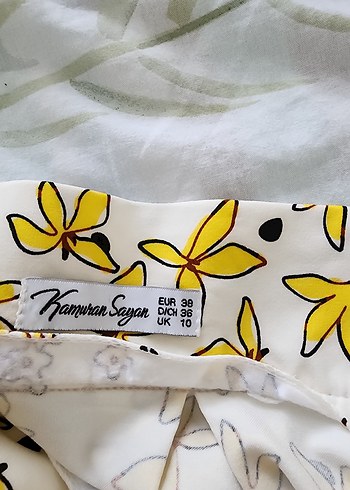 Kamuran Sayan
EUR 38
D/CH 36
UK 10